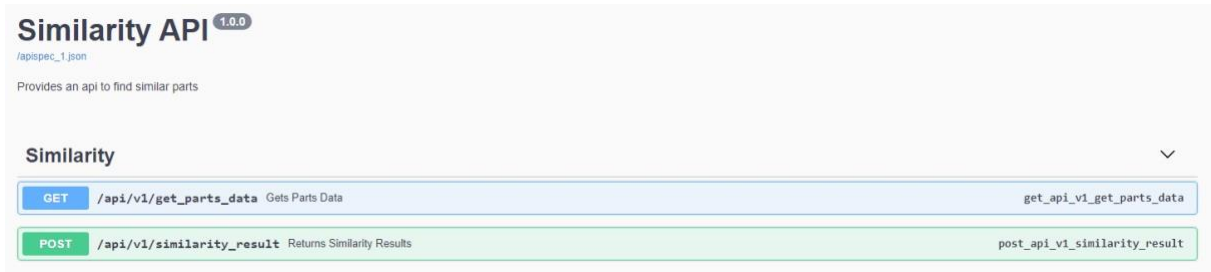 Similarity API 1.0.0
/apispec_1.json
Provides an api to find similar parts
Similarity
GET /api/v1/get_parts_data Gets Parts Data get_api_v1_get_parts_data
POST /api/v1/similarity_result Returns Similarity Results post_api_v1_similarity_result